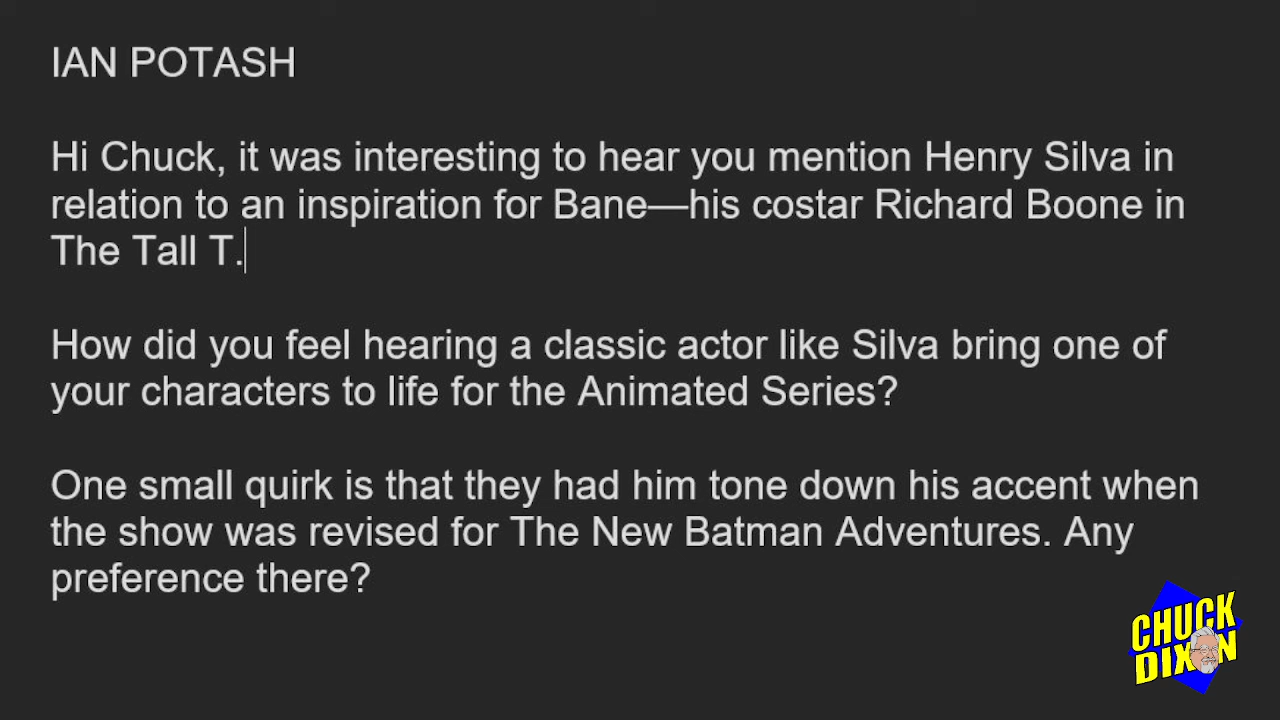 IAN POTASH
Hi Chuck, it was interesting to hear you mention Henry Silva in
relation to an inspiration for Bane—his costar Richard Boone in
The Tall T.
How did you feel hearing a classic actor like Silva bring one of
your characters to life for the Animated Series?
One small quirk is that they had him tone down his accent when
the show was revised for The New Batman Adventures. Any
preference there?
CHUCK
DIXON